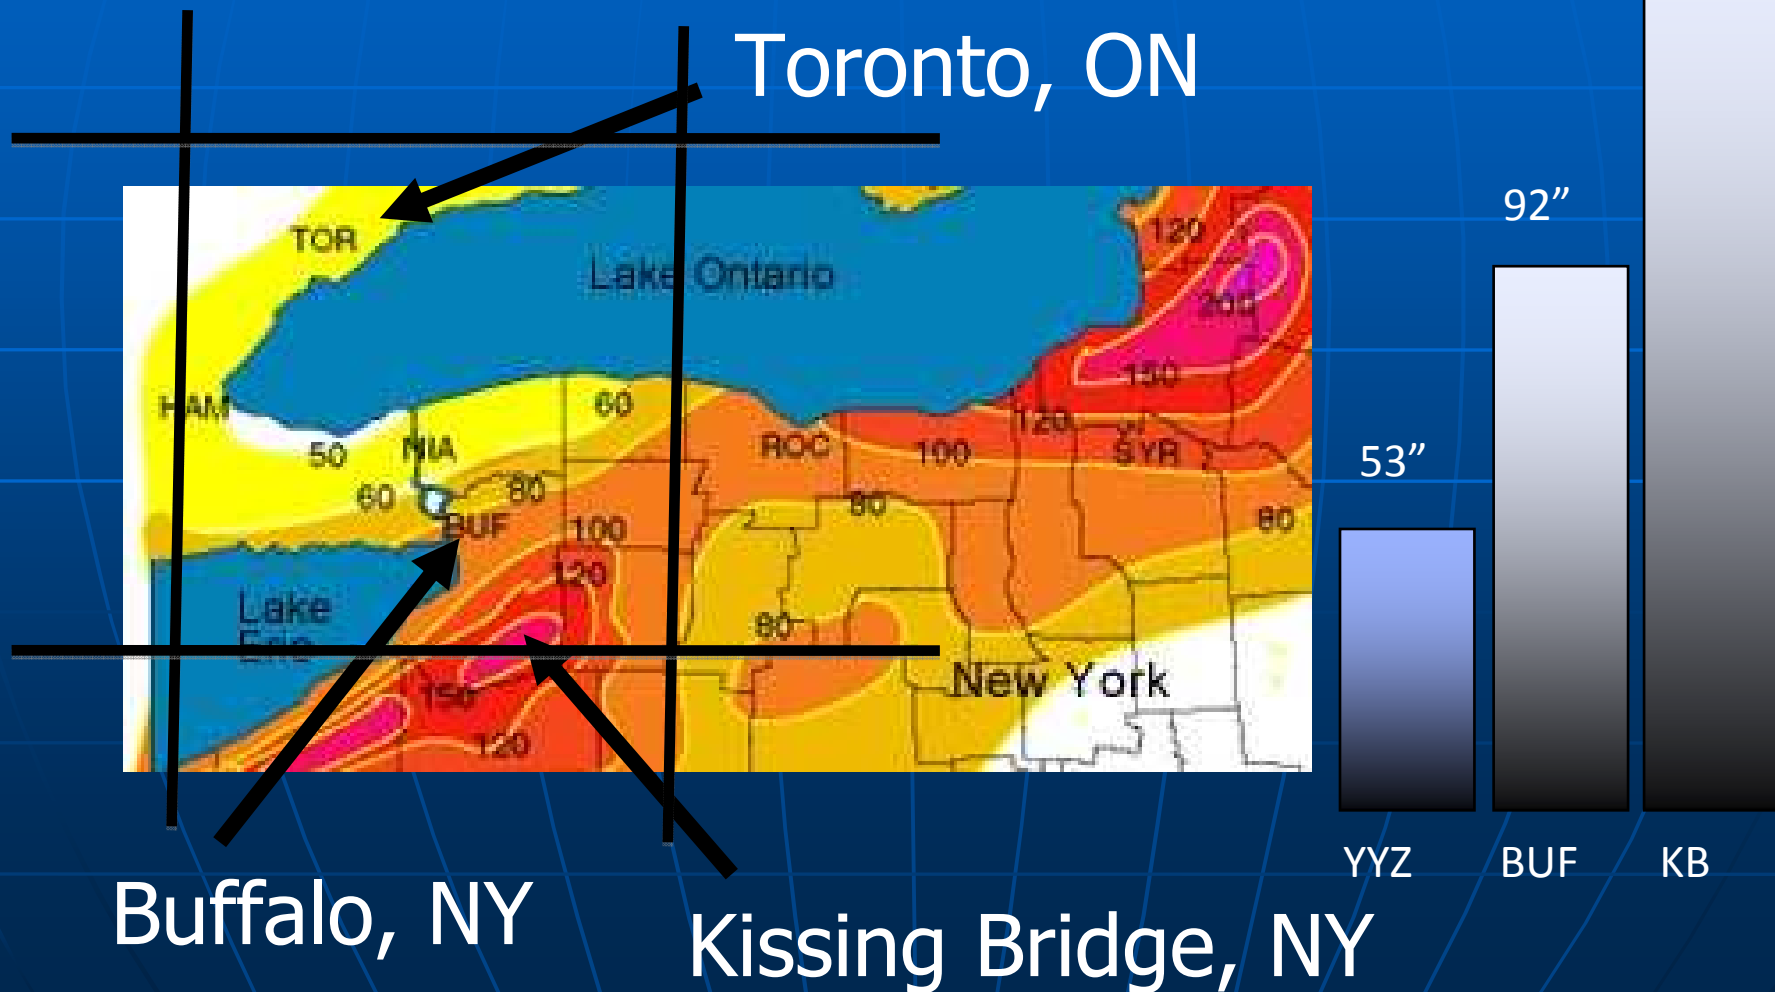 Toronto, ON
92”
TOR
120
Lake Ontario
200
150
HAM
60
120
50
NIA
ROC
100
SYR
53”
60
80
80
BUF
100
80
120
Lake
Erie
80
New York
150
120
YYZ
BUF
KB
Buffalo, NY
Kissing Bridge, NY